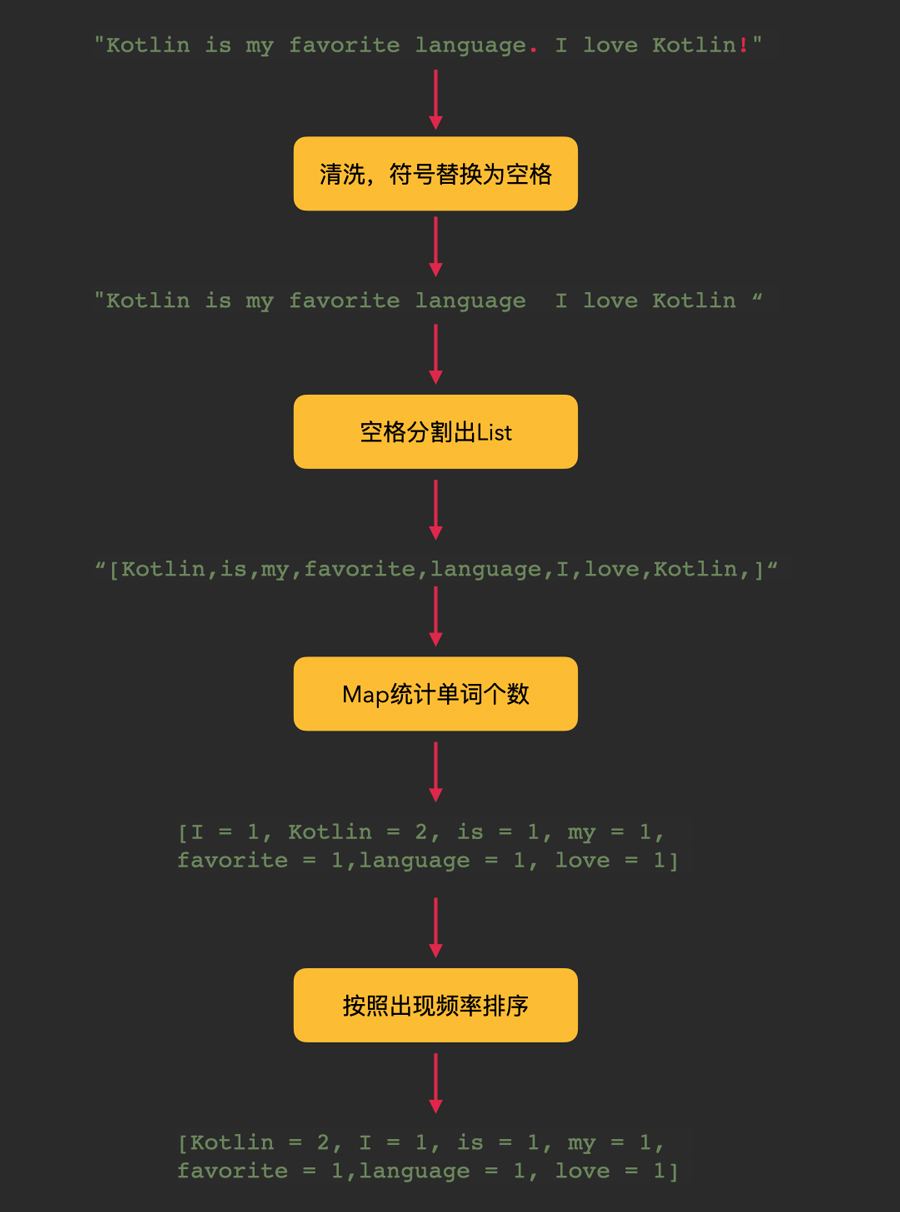 "Kotlin is my favorite language. I love Kotlin!"
清洗，符号替换为空格
"Kotlin is my favorite language  I love Kotlin “
空格分割出List
“[Kotlin,is,my,favorite,language,I,love,Kotlin,]“
Map统计单词个数
[I = 1, Kotlin = 2, is = 1, my = 1,
favorite = 1,language = 1, love = 1]
按照出现频率排序
[Kotlin = 2, I = 1, is = 1, my = 1,
favorite = 1,language = 1, love = 1]